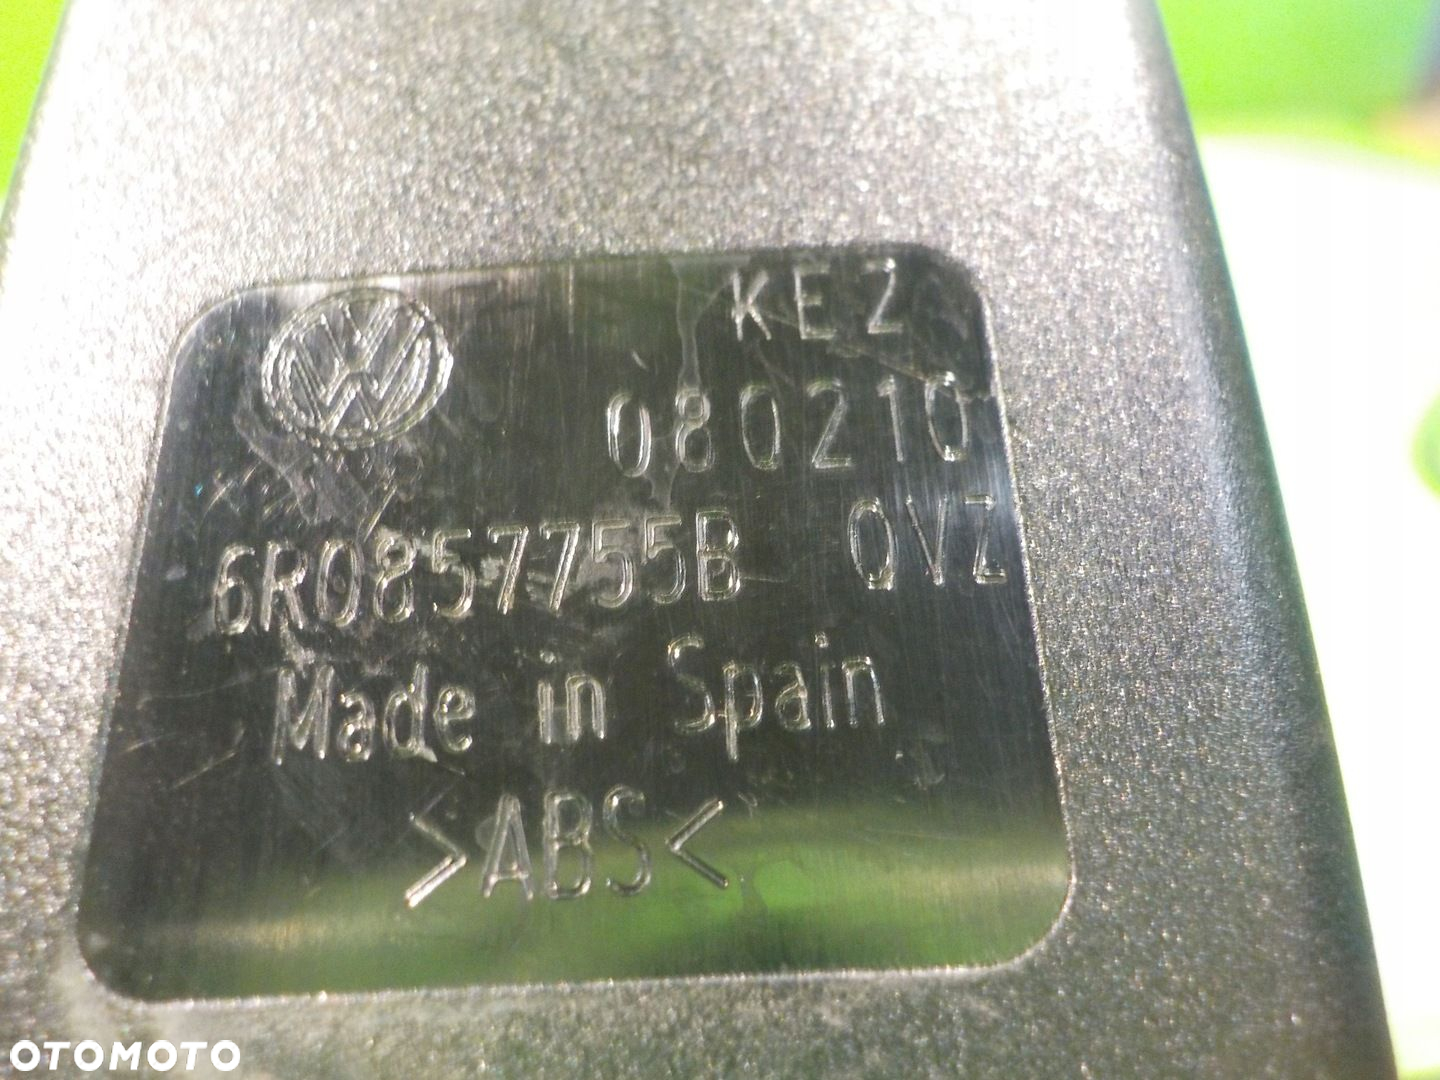 KEZ
080210
6R0857755B QVZ
Made in Spain
>ABS<
OTOMOTO